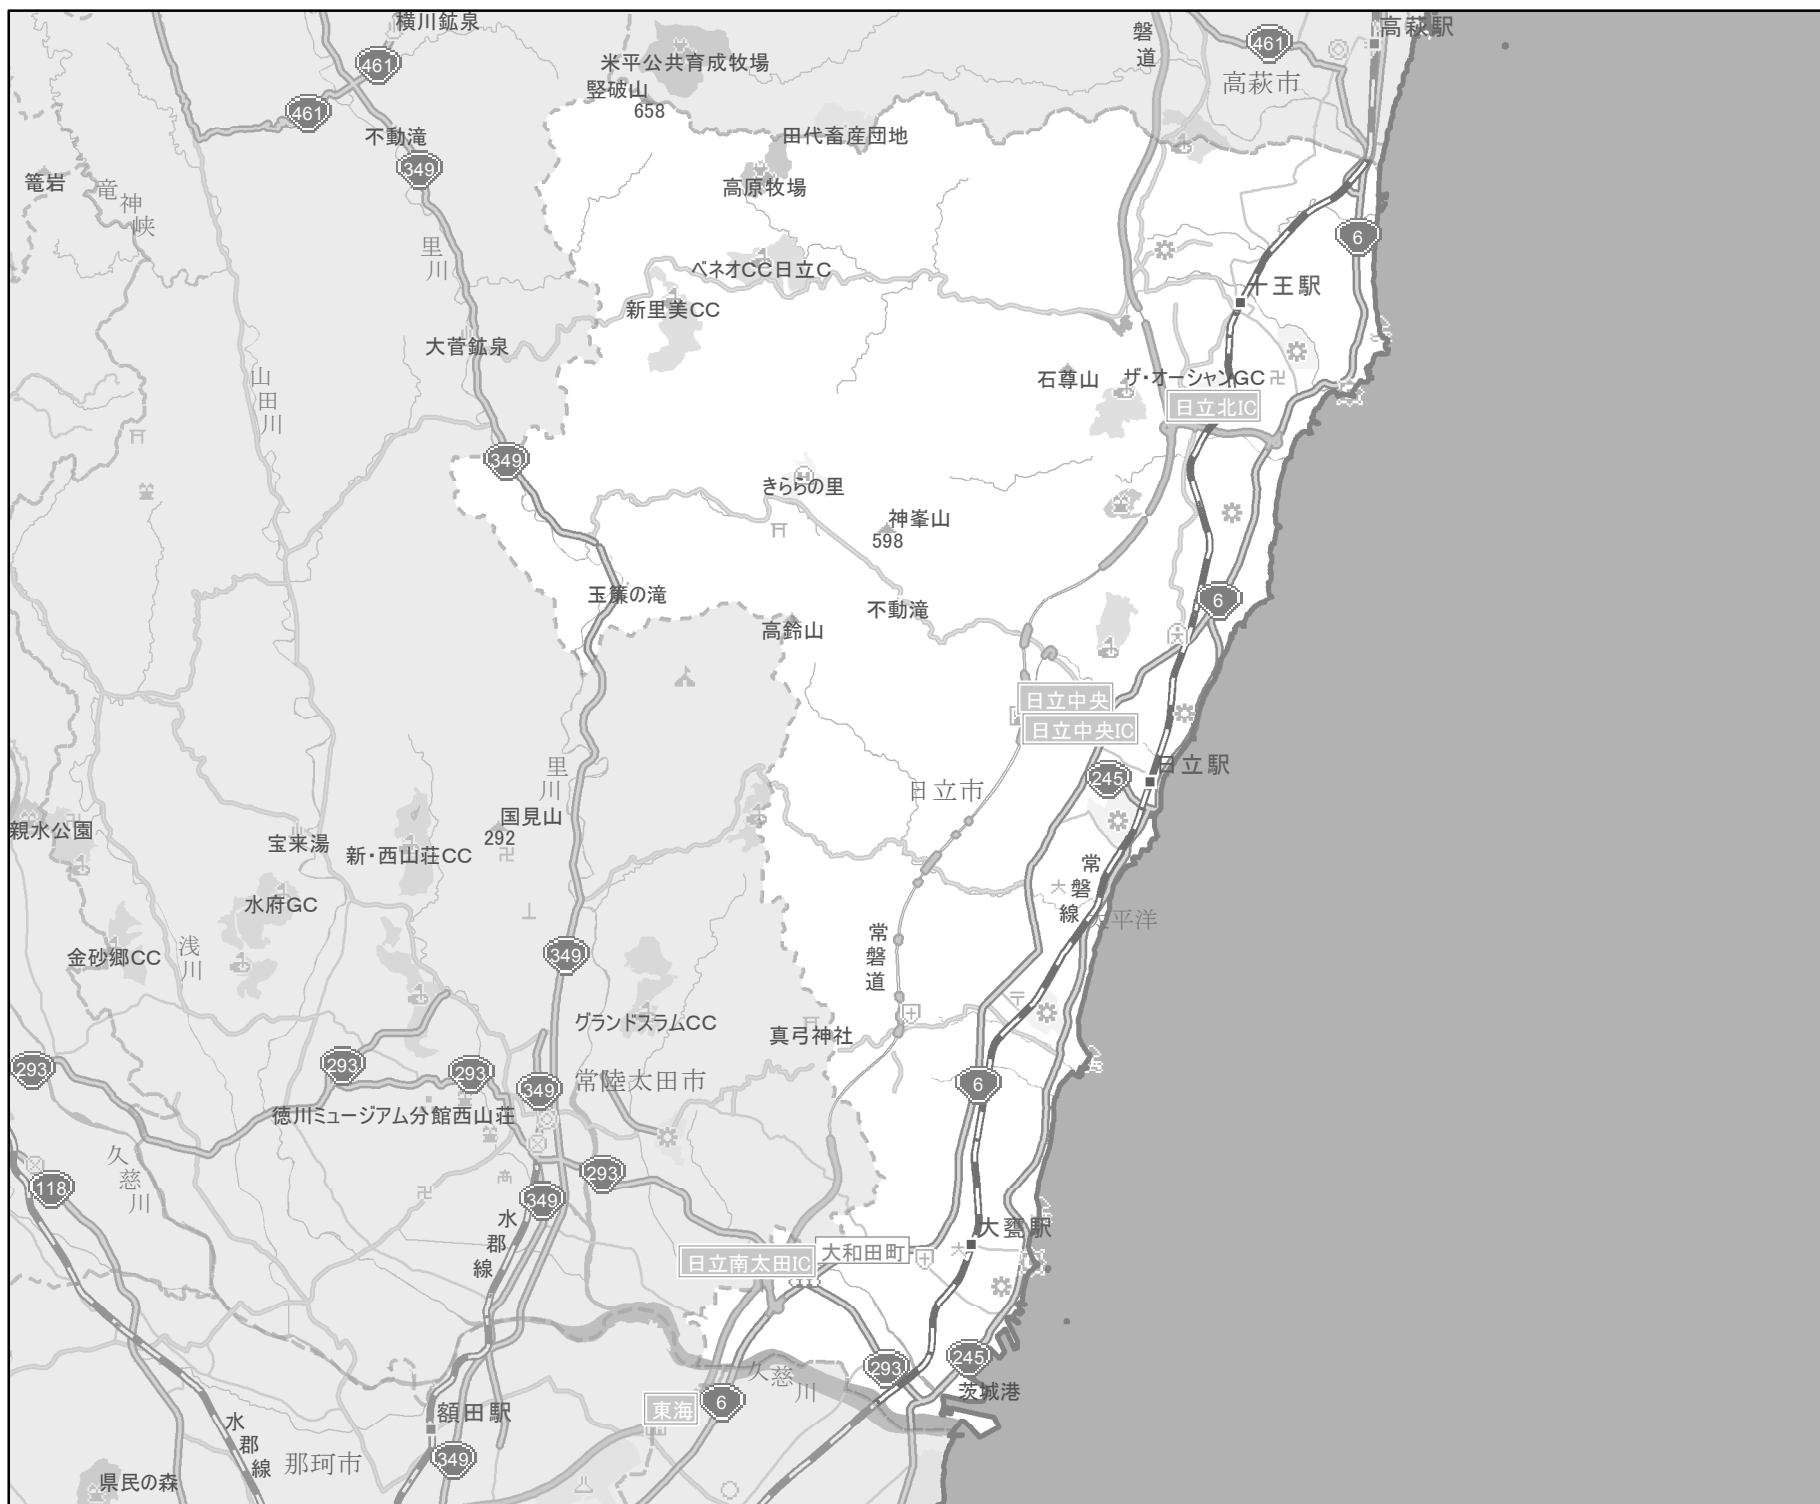 横川鉱泉
高萩駅
461
磐道
461
米平公共育成牧場
高萩市
竪破山
658
461
不動滝
田代畜産団地
349
篭岩
竜神峡
高原牧場
里川
6
ベネオCC日立C
十王駅
新里美CC
大菅鉱泉
山田川
石尊山
ザ・オーシャンGC
日立北IC
349
きららの里
神峯山
598
玉簾の滝
不動滝
6
高鈴山
日立中央
日立中央IC
里川
日立市
245
日立駅
親水公園
宝来湯
新・西山荘CC
国見山
292
常磐線
水府GC
太平洋
浅川
金砂郷CC
349
常磐道
グランドスラムCC
真弓神社
293
293
293
349
常陸太田市
6
徳川ミュージアム分館西山荘
久慈川
118
293
349
水郡線
大甕駅
大和田町
日立南太田IC
245
293
久慈川
茨城港
東海
6
額田駅
水郡線
那珂市
349
県民の森